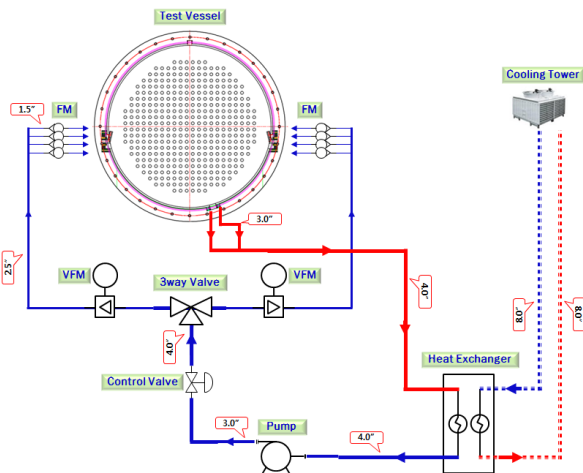 Test Vessel
Cooling Tower
1.5"
FM
FM
3.0"
2.5"
VFM
3way Valve
VFM
4.0"
8.0"
8.0"
4.0"
Heat Exchanger
Control Valve
3.0"
Pump
4.0"